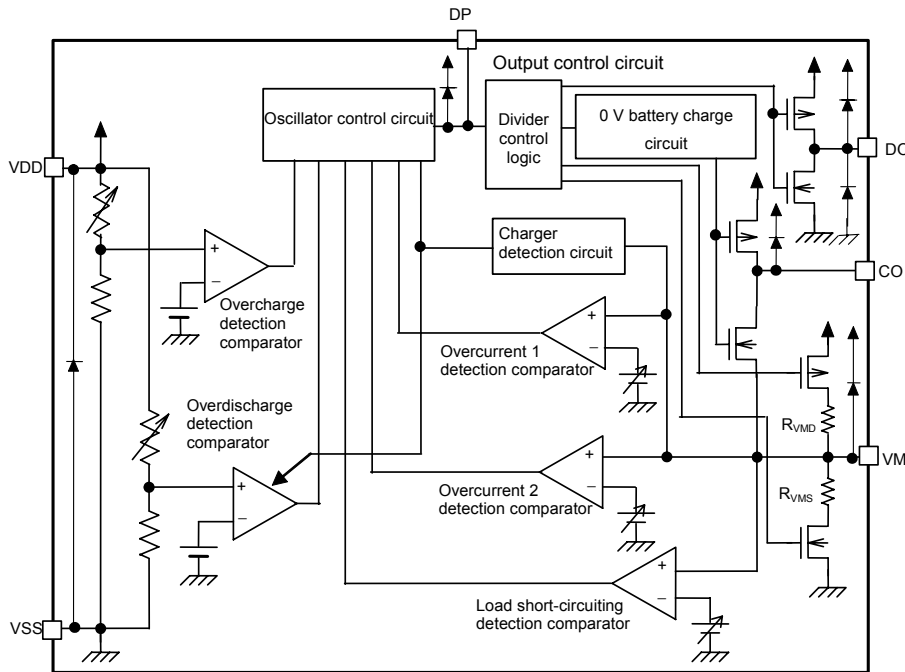 DP
Output control circuit
Oscillator control circuit
Divider
control
logic
0 V battery charge
circuit
DO
VDD
Charger
detection circuit
+
−
Overcharge
detection
comparator
CO
+
−
Overcurrent 1
detection comparator
Overdischarge
detection
comparator
RVMD
VM
+
−
+
−
Overcurrent 2
detection comparator
RVMS
+
−
Load short-circuiting
detection comparator
VSS